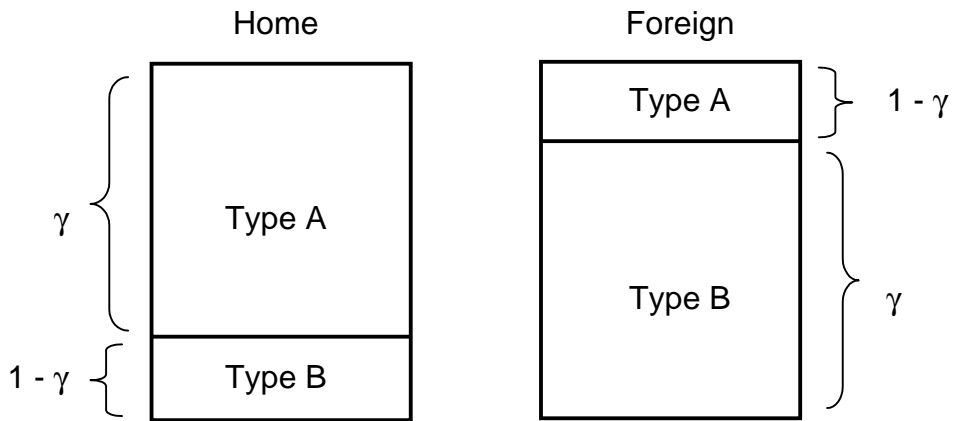 Home
Foreign
Type A
1 - γ
γ
Type A
Type B
γ
1 - γ
Type B